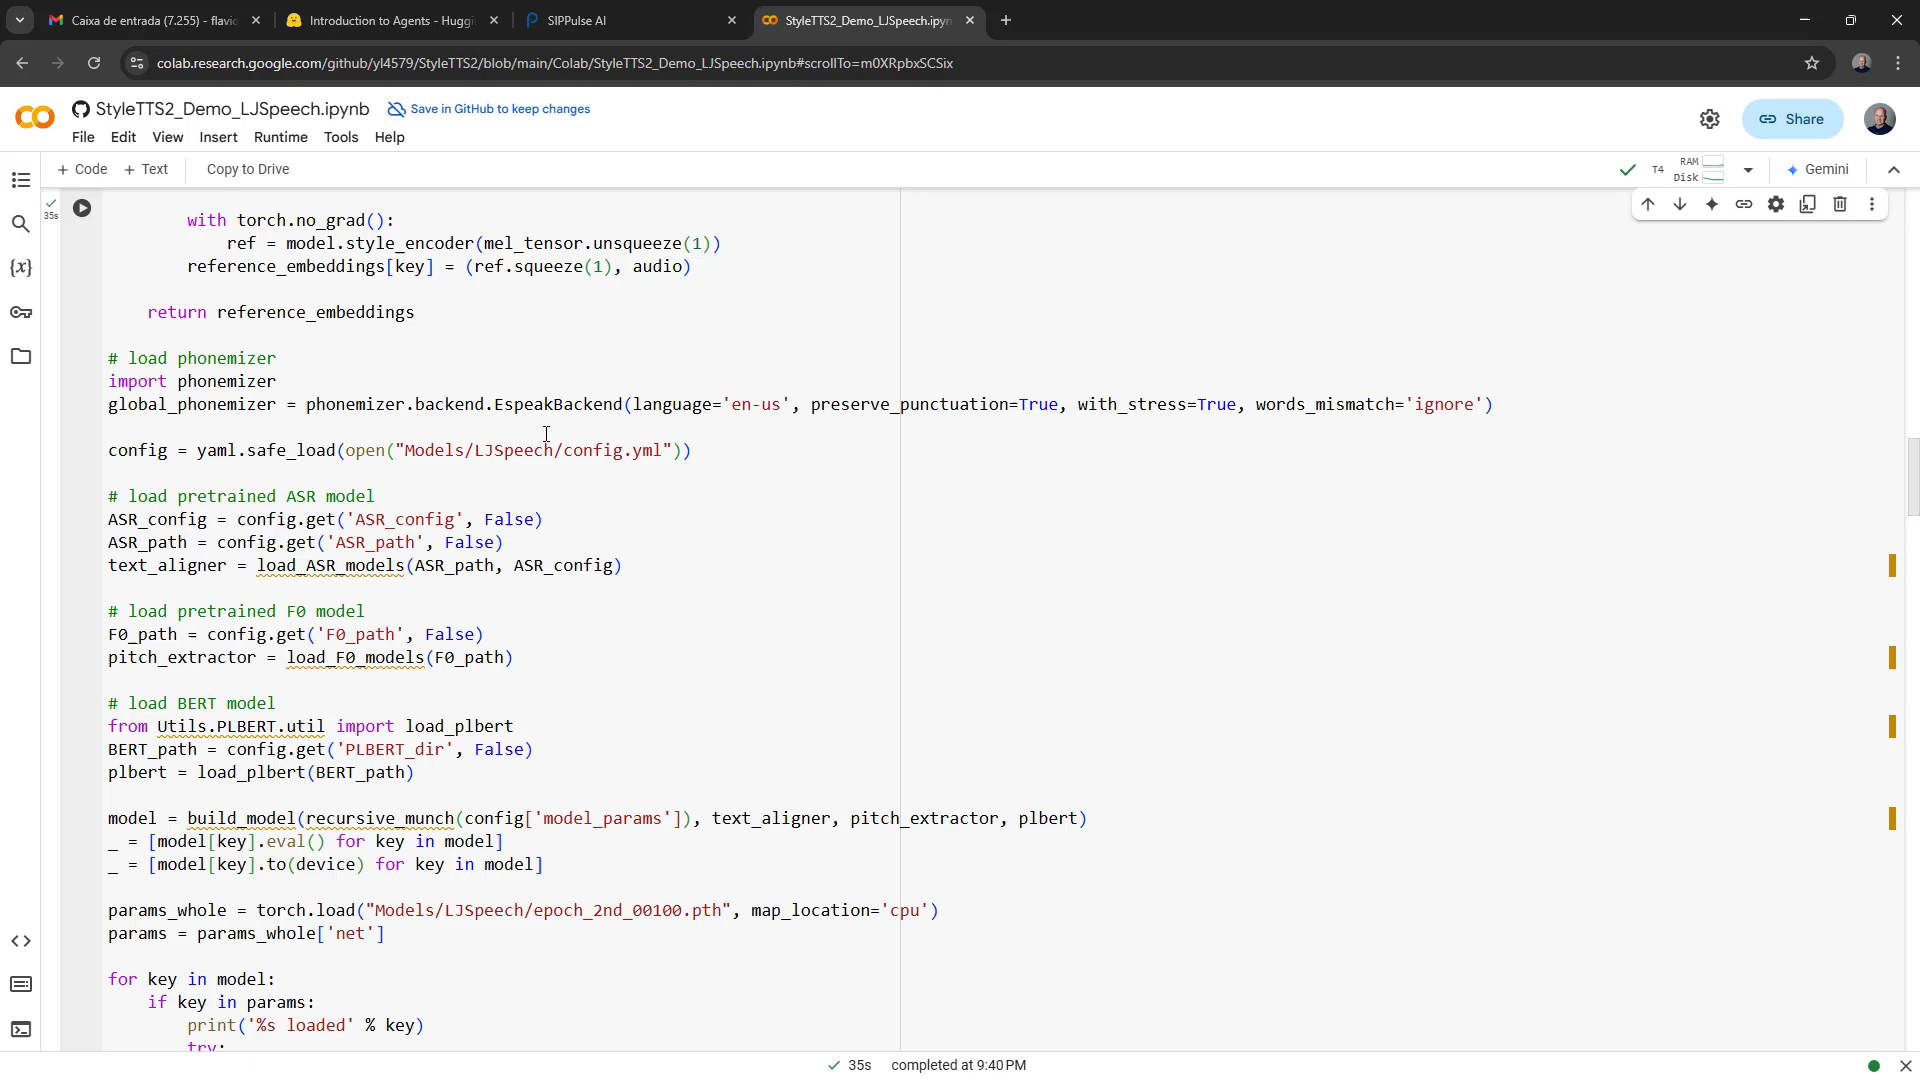 Caixa de entrada (7.255) - flavio
Introduction to Agents - Huggi
SIPPulse AI
StyleTTS2_Demo_LJSpeech.ipyn
colab.research.google.com/github/yl4579/StyleTTS2/blob/main/Colab/StyleTTS2_Demo_LJSpeech.ipynb#scrollTo=m0XRpbxSCSix
StyleTTS2_Demo_LJSpeech.ipynb
Save in GitHub to keep changes
File Edit View Insert Runtime Tools Help
Share
+ Code + Text Copy to Drive
T4 RAM Disk Gemini
35s
with torch.no_grad():
ref = model.style_encoder(mel_tensor.unsqueeze(1))
reference_embeddings[key] = (ref.squeeze(1), audio)
return reference_embeddings
# load phonemizer
import phonemizer
global_phonemizer = phonemizer.backend.EspeakBackend(language='en-us', preserve_punctuation=True, with_stress=True, words_mismatch='ignore')
config = yaml.safe_load(open("Models/LJSpeech/config.yml"))
# load pretrained ASR model
ASR_config = config.get('ASR_config', False)
ASR_path = config.get('ASR_path', False)
text_aligner = load_ASR_models(ASR_path, ASR_config)
# load pretrained F0 model
F0_path = config.get('F0_path', False)
pitch_extractor = load_F0_models(F0_path)
# load BERT model
from Utils.PLBERT.util import load_plbert
BERT_path = config.get('PLBERT_dir', False)
plbert = load_plbert(BERT_path)
model = build_model(recursive_munch(config['model_params']), text_aligner, pitch_extractor, plbert)
_ = [model[key].eval() for key in model]
_ = [model[key].to(device) for key in model]
params_whole = torch.load("Models/LJSpeech/epoch_2nd_00100.pth", map_location='cpu')
params = params_whole['net']
for key in model:
if key in params:
print('%s loaded' % key)
try:
35s completed at 9:40 PM